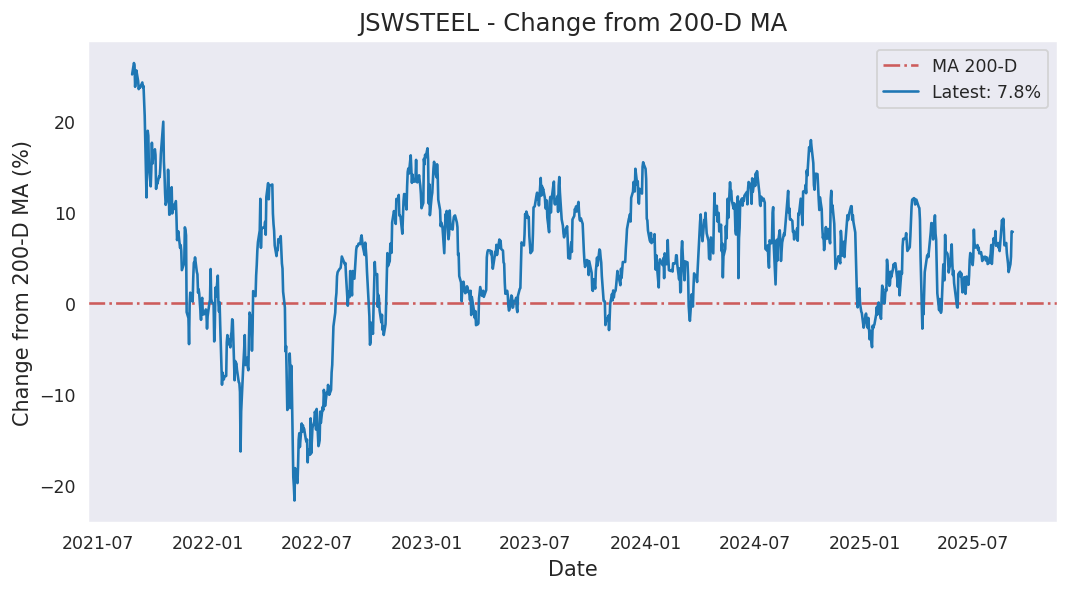 JSWSTEEL - Change from 200-D MA
MA 200-D
Latest: 7.8%
Change from 200-D MA (%)
20
10
0
−10
−20
2021-07
2022-01
2022-07
2023-01
2023-07
2024-01
2024-07
2025-01
2025-07
Date